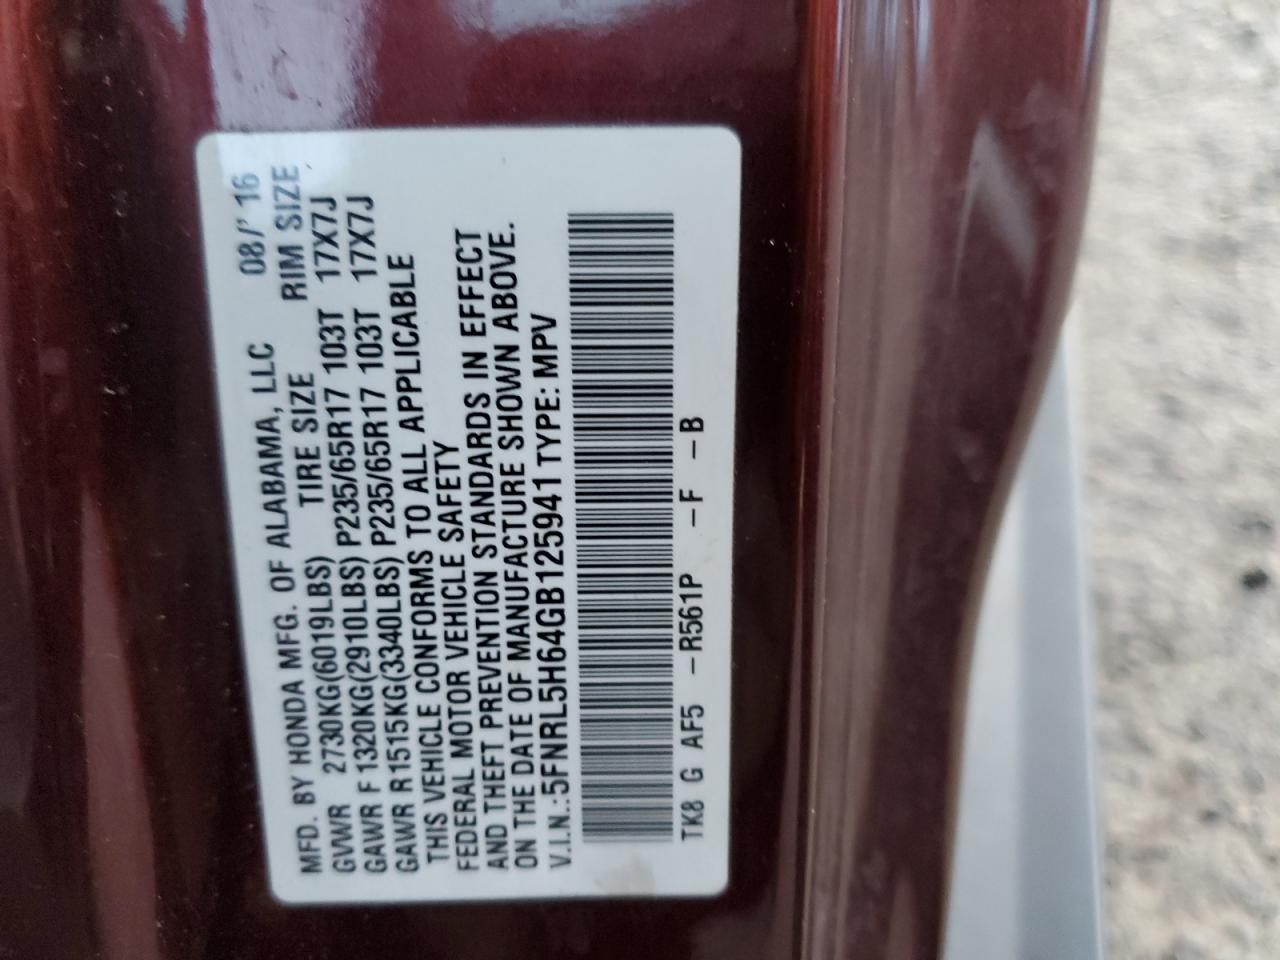 MFD. BY HONDA MFG. OF ALABAMA, LLC 08/'16
GVWR 2730KG(6019LBS) TIRE SIZE RIM SIZE
GAWR F 1320KG(2910LBS) P235/65R17 103T 17X7J
GAWR R1515KG(3340LBS) P235/65R17 103T 17X7J
THIS VEHICLE CONFORMS TO ALL APPLICABLE
FEDERAL MOTOR VEHICLE SAFETY
AND THEFT PREVENTION STANDARDS IN EFFECT
ON THE DATE OF MANUFACTURE SHOWN ABOVE.
V.I.N.:5FNRL5H64GB125941 TYPE: MPV
TK8 G AF5 -R561P -F -B